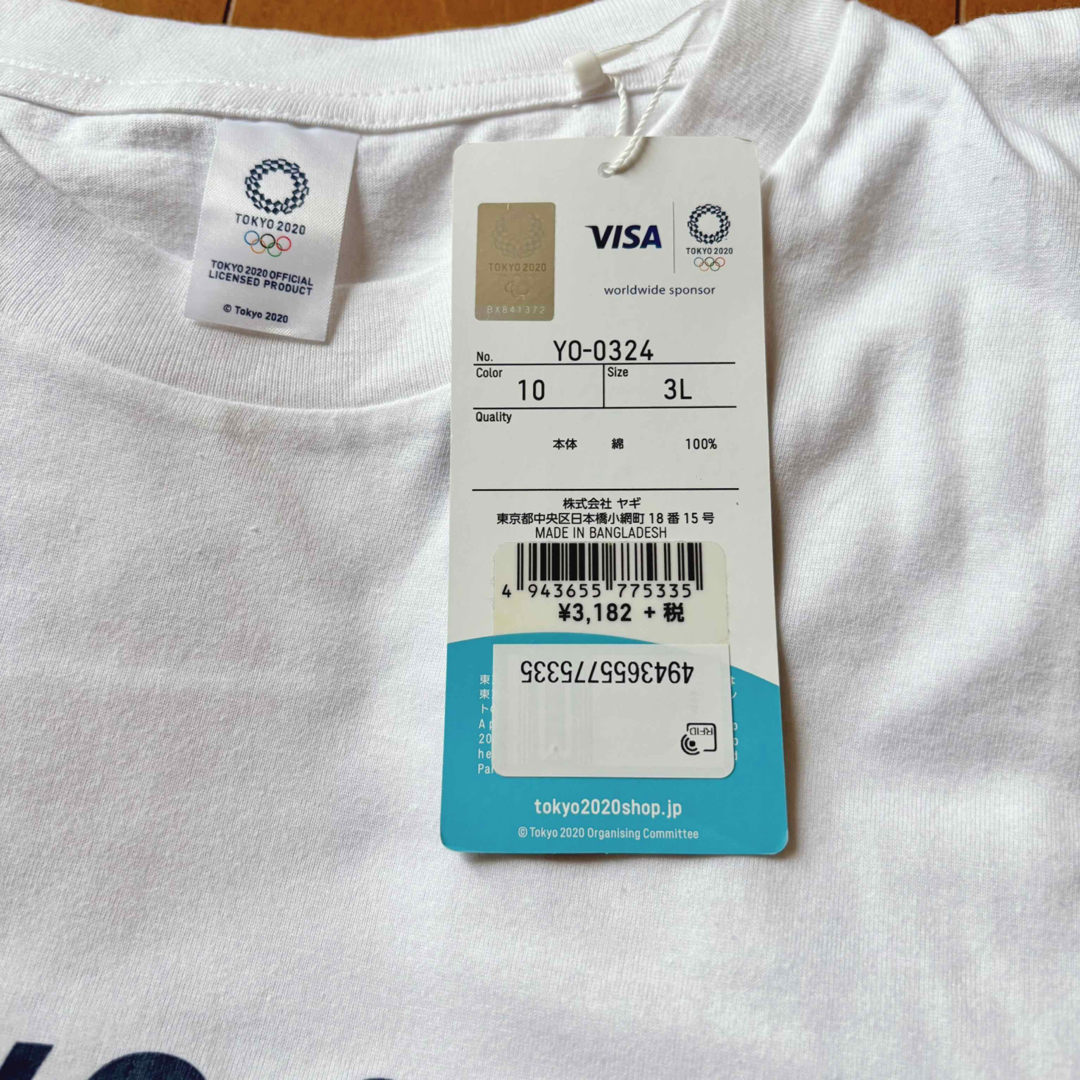 TOKYO 2020
TOKYO 2020 OFFICIAL
LICENSED PRODUCT
© Tokyo 2020
TOKYO 2020
BX841372
VISA
TOKYO 2020
worldwide sponsor
No. YO-0324
Color 10 Size 3L
Quality
本体 綿 100%
株式会社 ヤギ
東京都中央区日本橋小網町 18 番 15 号
MADE IN BANGLADESH
4 943655 775335
¥3,182 + 税
4943655775335
RFID
tokyo2020shop.jp
© Tokyo 2020 Organising Committee